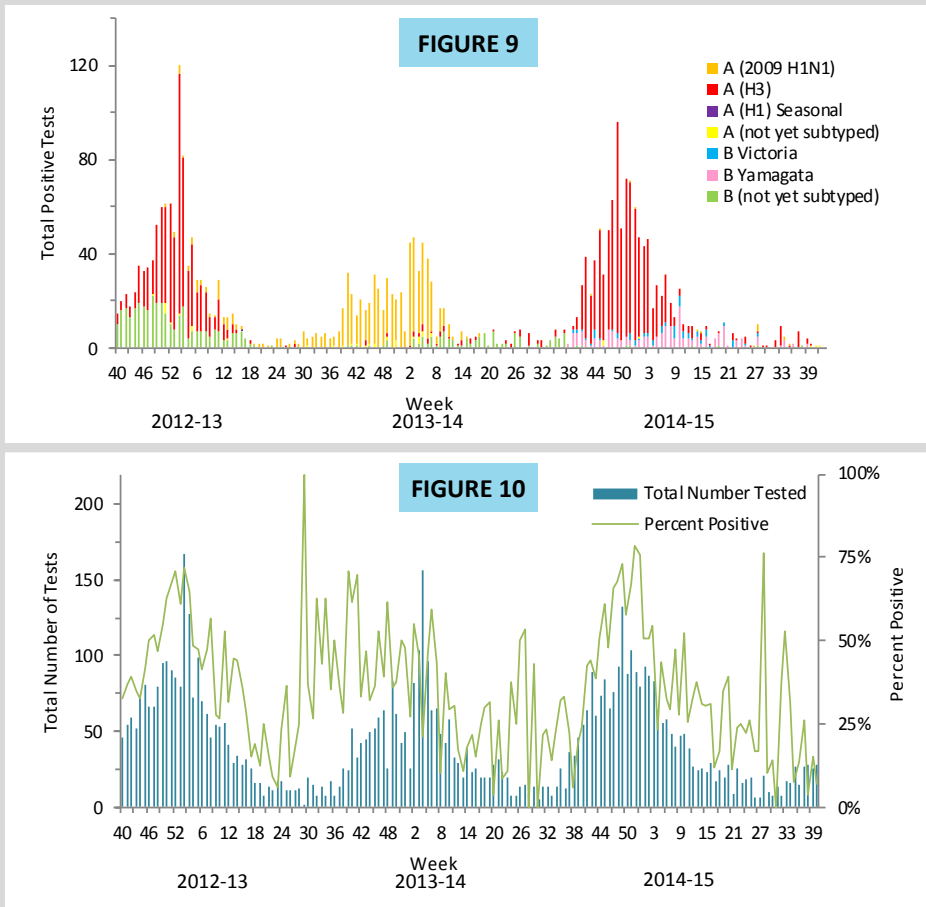 FIGURE 9
Total Positive Tests
120
80
40
0
A (2009 H1N1)
A (H3)
A (H1) Seasonal
A (not yet subtyped)
B Victoria
B Yamagata
B (not yet subtyped)
40 46 52 6 12 18 24 30 36 42 48 2 8 14 20 26 32 38 44 50 3 9 15 21 27 33 39
Week
2012-13 2013-14 2014-15
FIGURE 10
Total Number of Tests
200
150
100
50
0
Total Number Tested
Percent Positive
100%
75%
50%
25%
0%
Percent Positive
40 46 52 6 12 18 24 30 36 42 48 2 8 14 20 26 32 38 44 50 3 9 15 21 27 33 39
Week
2012-13 2013-14 2014-15